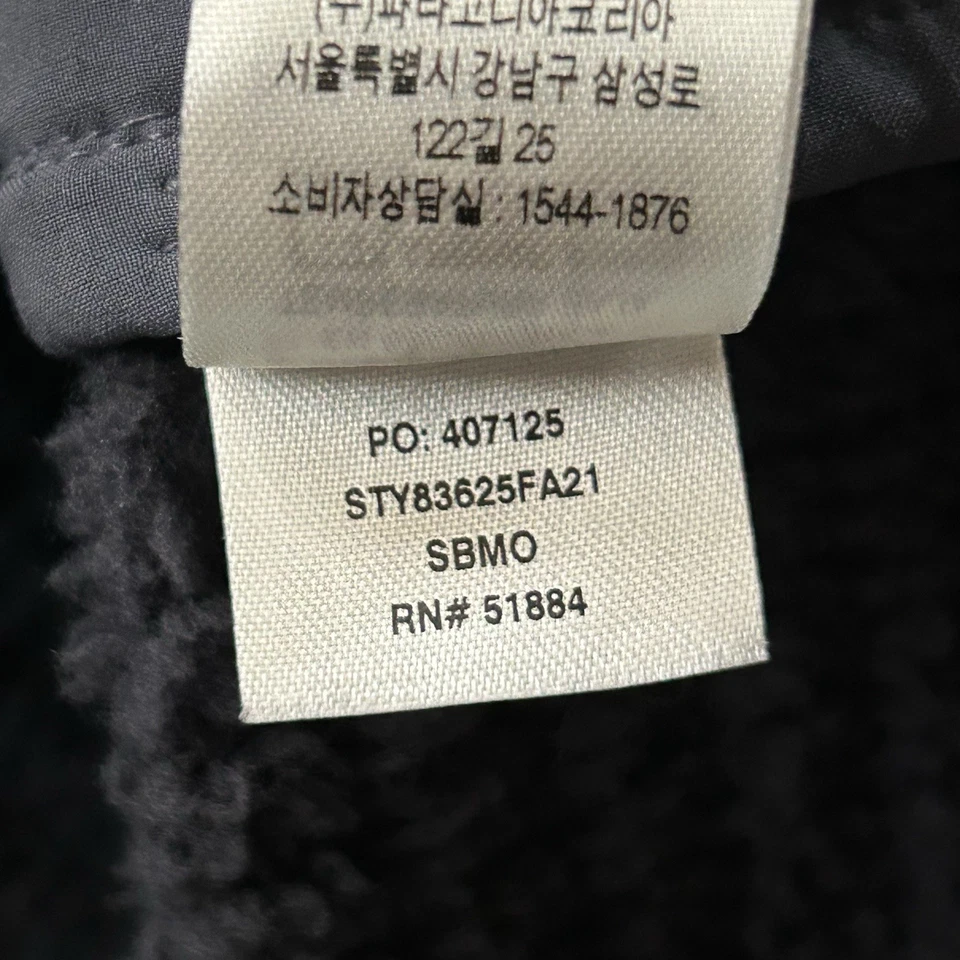 (주)파타고니아코리아
서울특별시 강남구 삼성로
122길 25
소비자상담실 : 1544-1876
PO: 407125
STY83625FA21
SBMO
RN# 51884